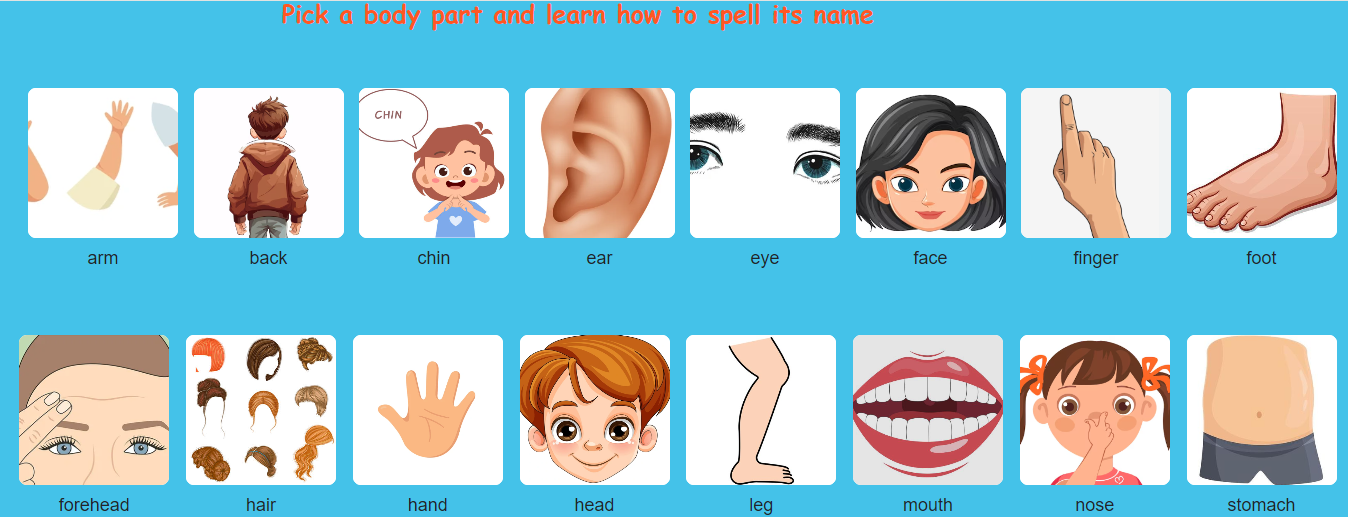 Pick a body part and learn how to spell its name
CHIN
arm back chin ear eye face finger foot
forehead hair hand head leg mouth nose stomach